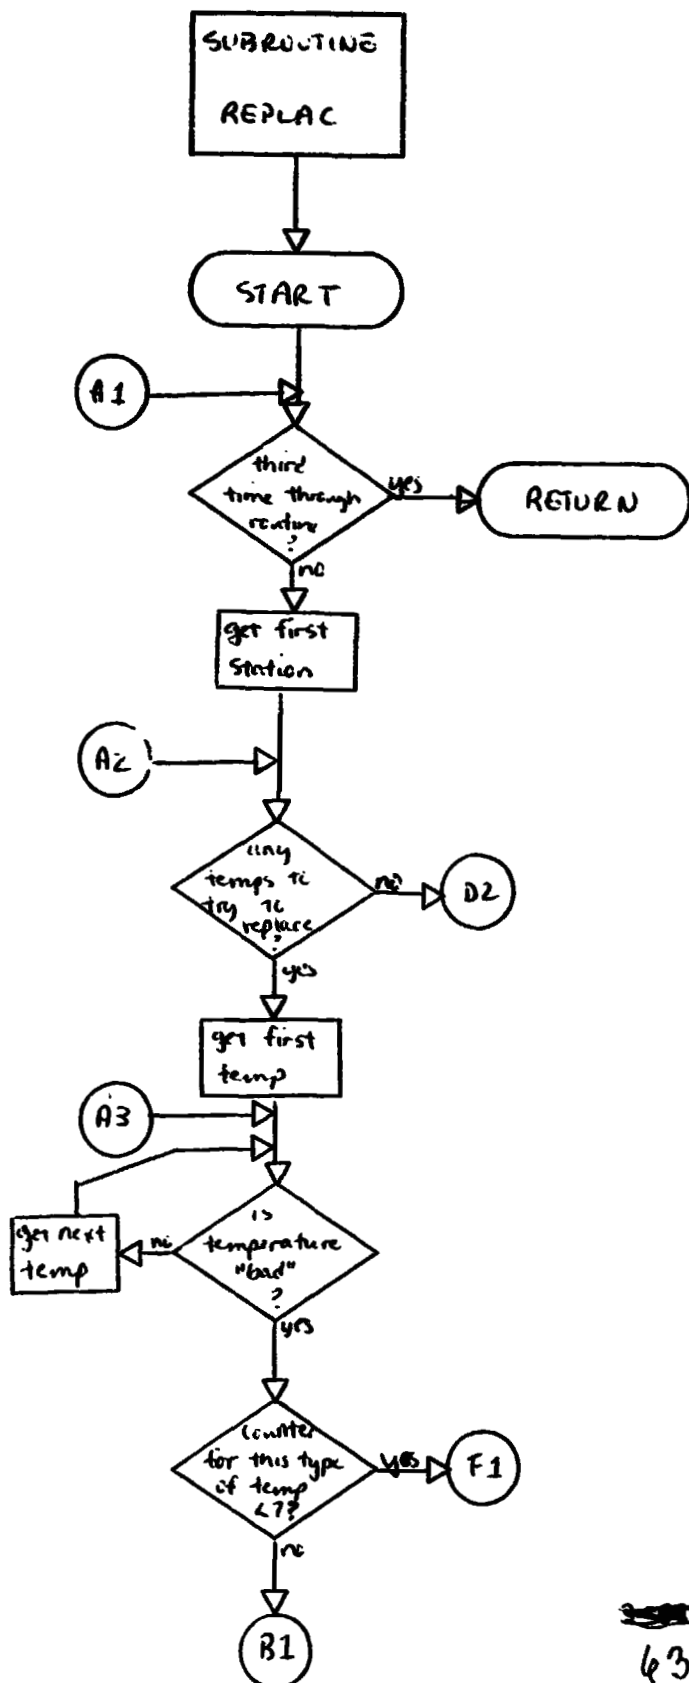 SUBROUTINE
REPLAC
START
A1
third
time through
routine
?
yes
RETURN
no
get first
station
A2
any
temps to
try to
replace
?
no
D2
yes
get first
temp
A3
is
temperature
"bad"
?
no
get next
temp
yes
counter
for this type
of temp
<7?
yes
F1
no
B1
63